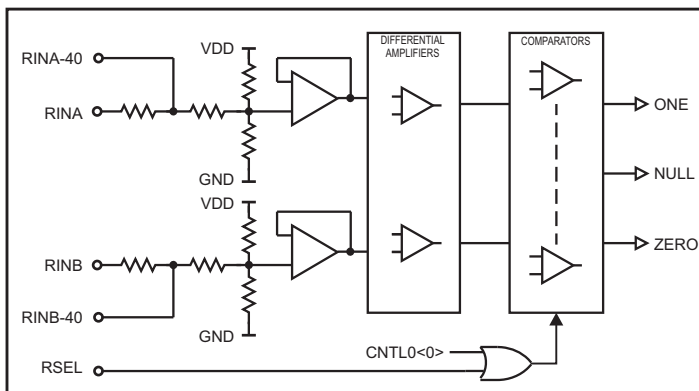 DIFFERENTIAL
AMPLIFIERS
COMPARATORS
VDD
RINA-40
RINA
ONE
GND
NULL
VDD
ZERO
RINB
RINB-40
GND
CNTL0<0>
RSEL